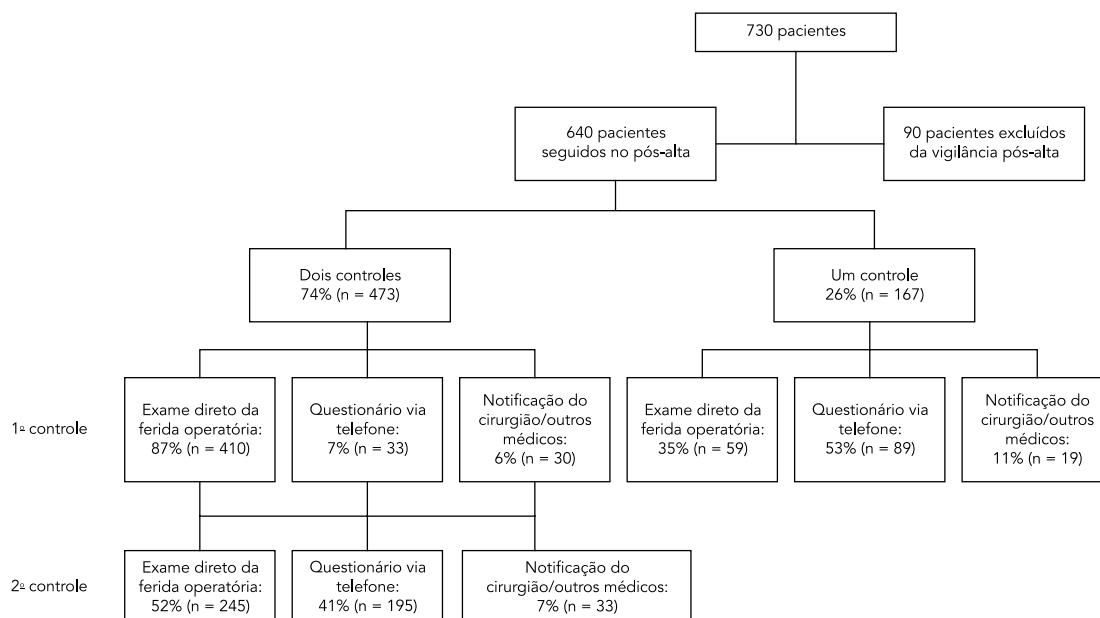 730 pacientes
640 pacientes
seguidos no pós-alta
90 pacientes excluídos
da vigilância pós-alta
Dois controles
74% (n = 473)
Um controle
26% (n = 167)
1º controle
Exame direto da
ferida operatória:
87% (n = 410)
Questionário via
telefone:
7% (n = 33)
Notificação do
cirurgião/outros
médicos:
6% (n = 30)
Exame direto da
ferida operatória:
35% (n = 59)
Questionário via
telefone:
53% (n = 89)
Notificação do
cirurgião/outros
médicos:
11% (n = 19)
2º controle
Exame direto da
ferida operatória:
52% (n = 245)
Questionário via
telefone:
41% (n = 195)
Notificação do
cirurgião/outros médicos:
7% (n = 33)